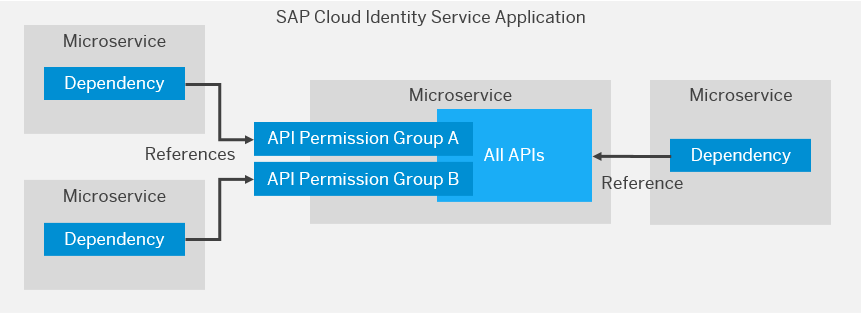 SAP Cloud Identity Service Application
Microservice
Dependency
References
Microservice
Dependency
Microservice
API Permission Group A
API Permission Group B
All APIs
Microservice
Dependency
Reference